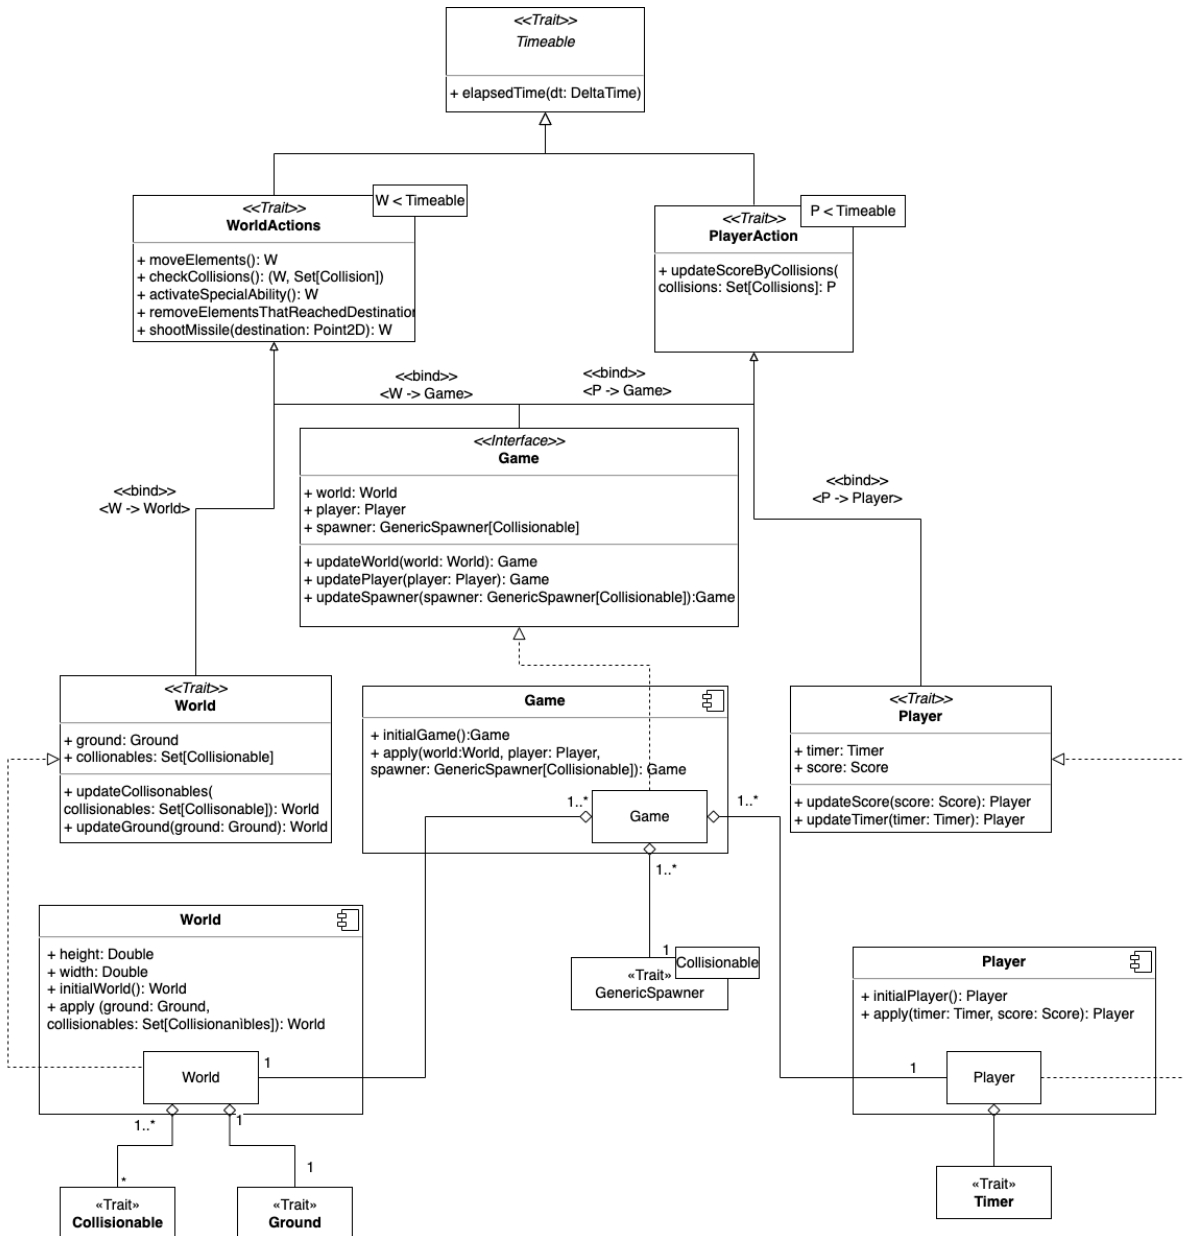 <<Trait>>
Timeable
+ elapsedTime(dt: DeltaTime)
W < Timeable
<<Trait>>
WorldActions
+ moveElements(): W
+ checkCollisions(): (W, Set[Collision])
+ activateSpecialAbility(): W
+ removeElementsThatReachedDestination
+ shootMissile(destination: Point2D): W
P < Timeable
<<Trait>>
PlayerAction
+ updateScoreByCollisions(
collisions: Set[Collisions]: P
<<bind>>
<W -> Game>
<<bind>>
<P -> Game>
<<Interface>>
Game
+ world: World
+ player: Player
+ spawner: GenericSpawner[Collisionable]
+ updateWorld(world: World): Game
+ updatePlayer(player: Player): Game
+ updateSpawner(spawner: GenericSpawner[Collisionable]):Game
<<bind>>
<W -> World>
<<bind>>
<P -> Player>
<<Trait>>
World
+ ground: Ground
+ collionables: Set[Collisionable]
+ updateCollisonables(
collisionables: Set[Collisonable]): World
+ updateGround(ground: Ground): World
Game
+ initialGame():Game
+ apply(world:World, player: Player,
spawner: GenericSpawner[Collisionable]): Game
1..*
Game
1..*
1..*
<<Trait>>
Player
+ timer: Timer
+ score: Score
+ updateScore(score: Score): Player
+ updateTimer(timer: Timer): Player
World
+ height: Double
+ width: Double
+ initialWorld(): World
+ apply (ground: Ground,
collisionables: Set[Collisionanìbles]): World
World
1
1..*
1
*
1
«Trait»
Collisionable
«Trait»
Ground
1
Collisionable
«Trait»
GenericSpawner
Player
+ initialPlayer(): Player
+ apply(timer: Timer, score: Score): Player
1
Player
«Trait»
Timer